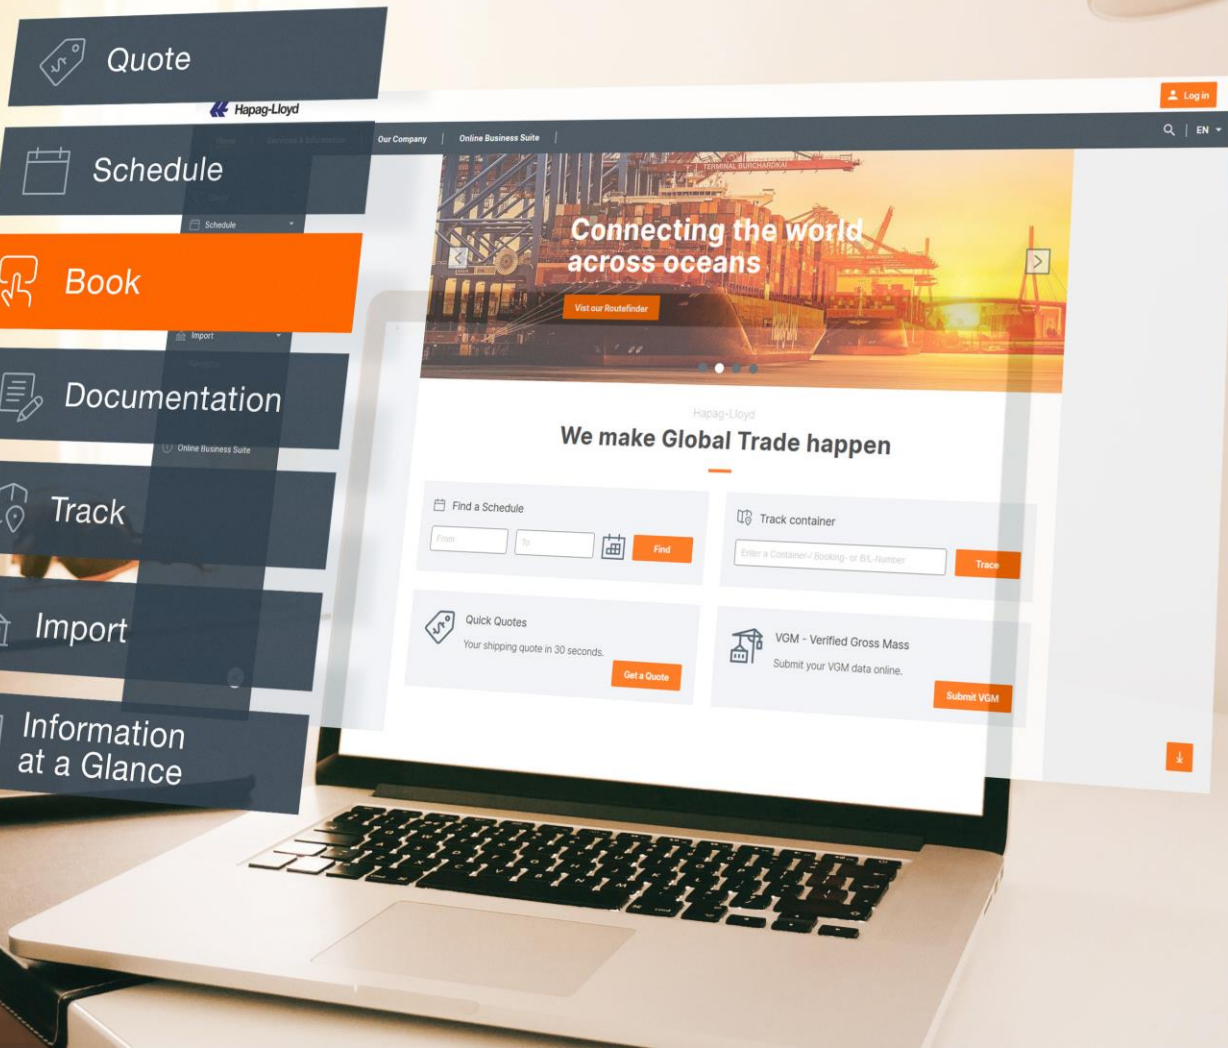 Quote
Schedule
Book
Documentation
Track
Import
Information
at a Glance
Hapag-Lloyd
Log in
Our Company
Online Business Suite
EN
Schedule
Import
Online Business Suite
TERMINAL BURCHARDKAI
Connecting the world
across oceans
Vist our Routefinder
Hapag-Lloyd
We make Global Trade happen
Find a Schedule
From
To
Find
Track container
Enter a Container-/ Booking- or B/L-Number
Trace
Quick Quotes
Your shipping quote in 30 seconds.
Get a Quote
VGM - Verified Gross Mass
Submit your VGM data online.
Submit VGM